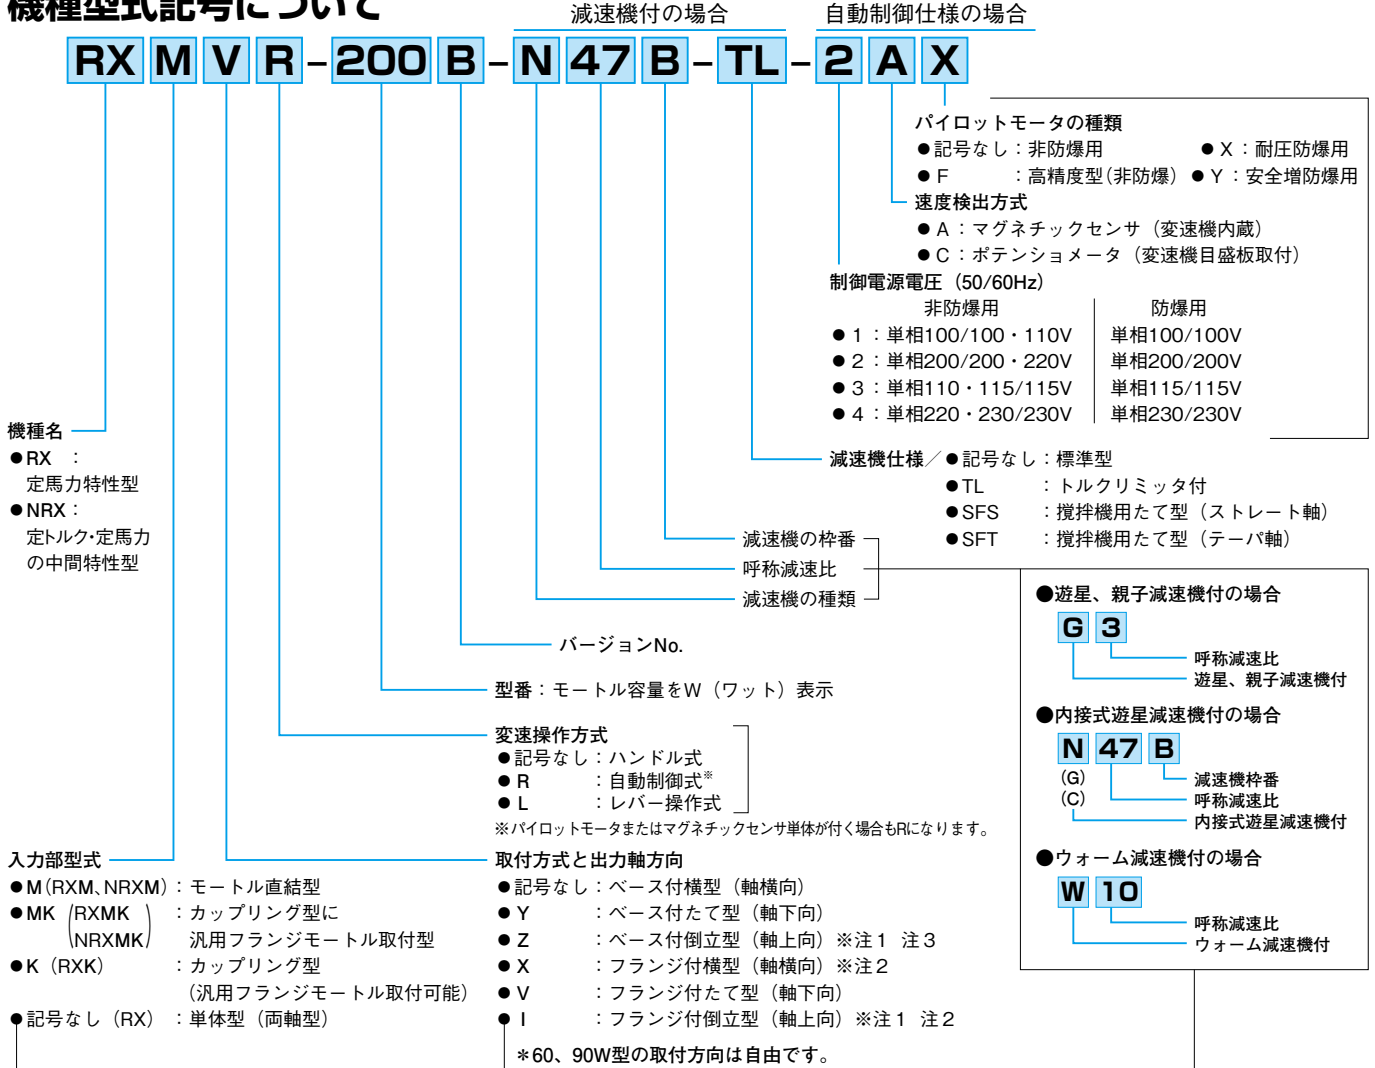 機種型式記号について
減速機付の場合
自動制御仕様の場合
RX M V R - 200 B - N 47 B - TL - 2 A X
パイロットモータの種類
●記号なし：非防爆用 ●X：耐圧防爆用
●F ：高精度型（非防爆） ●Y：安全増防爆用
速度検出方式
●A：マグネチックセンサ（変速機内蔵）
●C：ポテンショメータ（変速機目盛板取付）
制御電源電圧（50/60Hz）
非防爆用 防爆用
●1：単相100/100・110V 単相100/100V
●2：単相200/200・220V 単相200/200V
●3：単相110・115/115V 単相115/115V
●4：単相220・230/230V 単相230/230V
機種名
●RX ：
定馬力特性型
●NRX：
定トルク・定馬力
の中間特性型
減速機仕様／●記号なし：標準型
●TL ：トルクリミッタ付
●SFS ：撹拌機用たて型（ストレート軸）
●SFT ：撹拌機用たて型（テーパ軸）
減速機の枠番
呼称減速比
減速機の種類
バージョンNo.
型番：モートル容量をW（ワット）表示
変速操作方式
●記号なし：ハンドル式
●R ：自動制御式※
●L ：レバー操作式
※パイロットモータまたはマグネチックセンサ単体が付く場合もRになります。
●遊星、親子減速機付の場合
G 3
呼称減速比
遊星、親子減速機付
●内接式遊星減速機付の場合
N 47 B
(G) 減速機枠番
(C) 呼称減速比
内接式遊星減速機付
●ウォーム減速機付の場合
W 10
呼称減速比
ウォーム減速機付
入力部型式
●M（RXM、NRXM）：モートル直結型
●MK（RXMK ：カップリング型に
NRXMK） 汎用フランジモートル取付型
●K（RXK） ：カップリング型
（汎用フランジモートル取付可能）
●記号なし（RX）：単体型（両軸型）
取付方式と出力軸方向
●記号なし：ベース付横型（軸横向）
●Y ：ベース付たて型（軸下向）
●Z ：ベース付倒立型（軸上向）※注1 注3
●X ：フランジ付横型（軸横向）※注2
●V ：フランジ付たて型（軸下向）
●I ：フランジ付倒立型（軸上向）※注1 注2
＊60、90W型の取付方向は自由です。